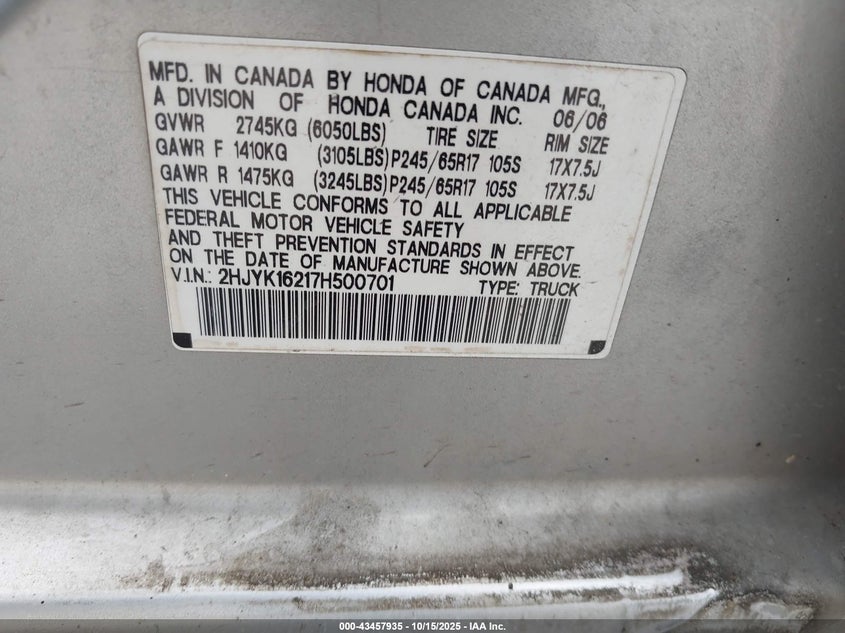 MFD. IN CANADA BY HONDA OF CANADA MFG.,
A DIVISION OF HONDA CANADA INC. 06/06
GVWR 2745KG (6050LBS) TIRE SIZE RIM SIZE
GAWR F 1410KG (3105LBS) P245/65R17 105S 17X7.5J
GAWR R 1475KG (3245LBS) P245/65R17 105S 17X7.5J
THIS VEHICLE CONFORMS TO ALL APPLICABLE
FEDERAL MOTOR VEHICLE SAFETY
AND THEFT PREVENTION STANDARDS IN EFFECT
ON THE DATE OF MANUFACTURE SHOWN ABOVE.
V.I.N.: 2HJYK16217H500701 TYPE: TRUCK
000-43457935 - 10/15/2025 - IAA Inc.